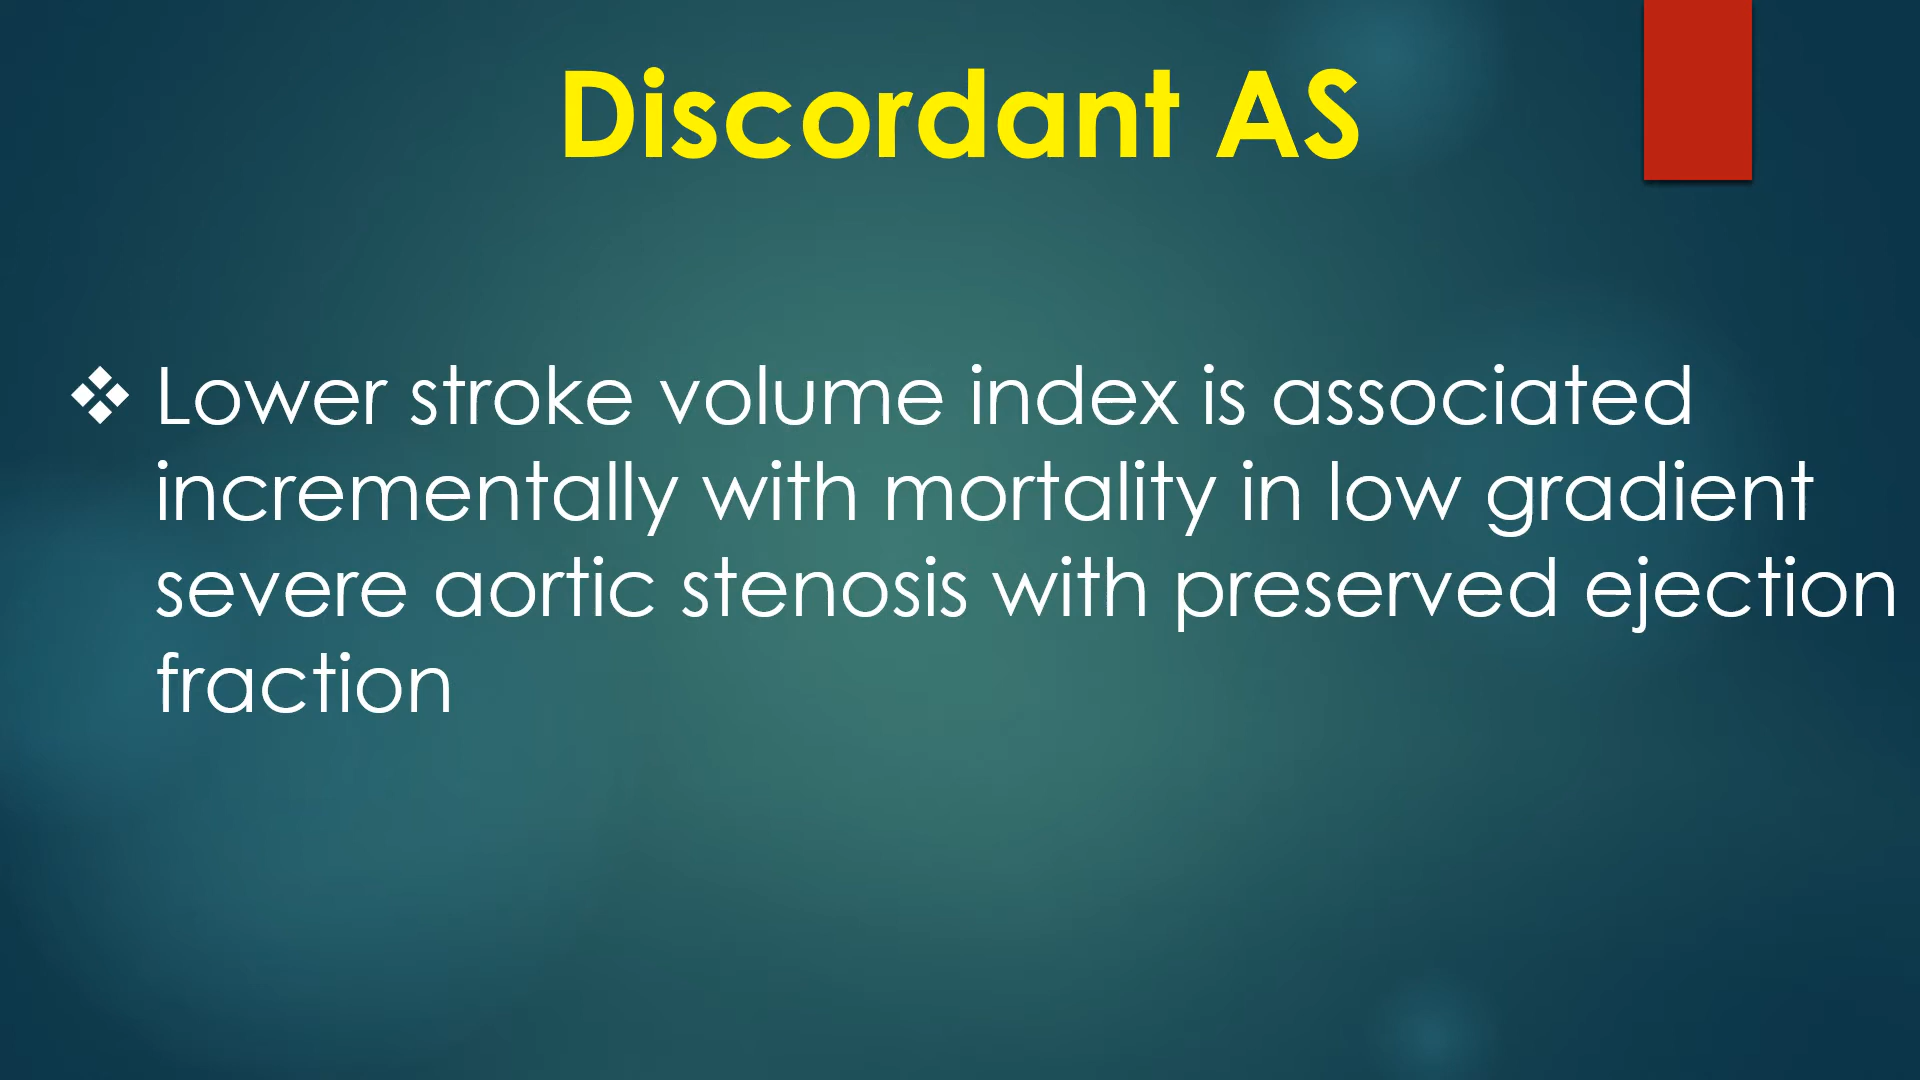 Discordant AS
❖ Lower stroke volume index is associated
incrementally with mortality in low gradient
severe aortic stenosis with preserved ejection
fraction